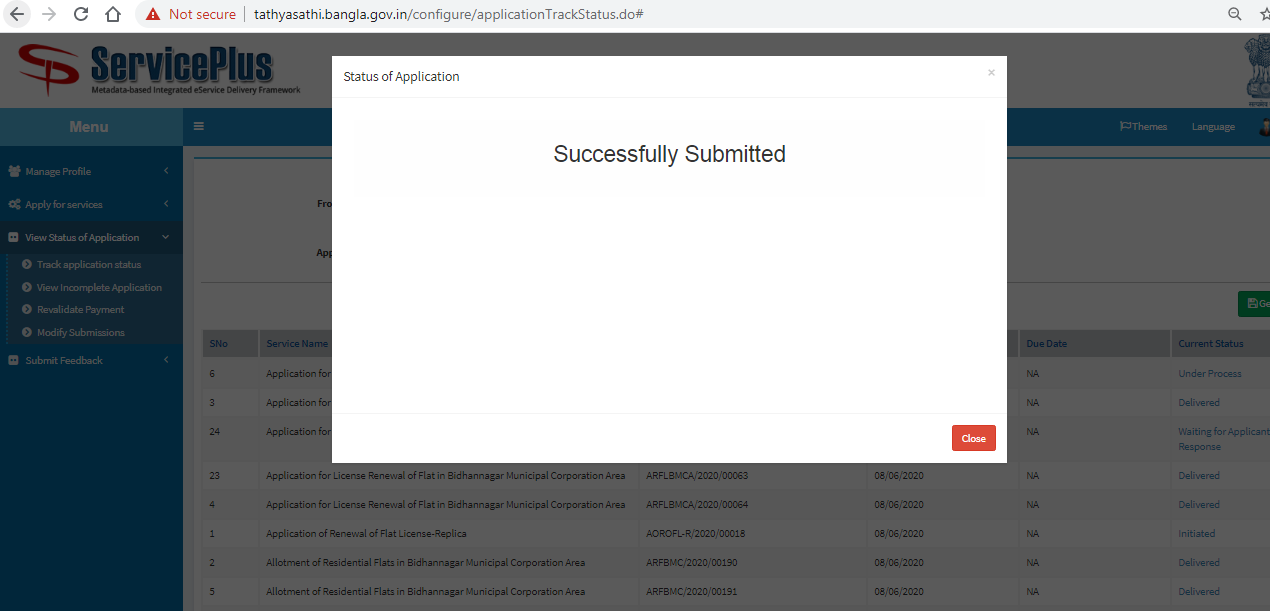 Not secure | tathyasathi.bangla.gov.in/configure/applicationTrackStatus.do#
ServicePlus
Metadata-based Integrated eService Delivery Framework
Status of Application ×
Menu
Themes Language
Successfully Submitted
Manage Profile
Apply for services
Fro
View Status of Application
App
Track application status
View Incomplete Application
Revalidate Payment
Ge
Modify Submissions
Submit Feedback
SNo Service Name Due Date Current Status
6 Application for NA Under Process
3 Application for NA Delivered
24 Application for NA Waiting for Applicant
Response
Close
23 Application for License Renewal of Flat in Bidhannagar Municipal Corporation Area ARFLBMCA/2020/00063 08/06/2020 NA Delivered
4 Application for License Renewal of Flat in Bidhannagar Municipal Corporation Area ARFLBMCA/2020/00064 08/06/2020 NA Delivered
1 Application of Renewal of Flat License-Replica AOROFL-R/2020/00018 08/06/2020 NA Initiated
2 Allotment of Residential Flats in Bidhannagar Municipal Corporation Area ARFBMC/2020/00190 08/06/2020 NA Delivered
5 Allotment of Residential Flats in Bidhannagar Municipal Corporation Area ARFBMC/2020/00191 08/06/2020 NA Delivered